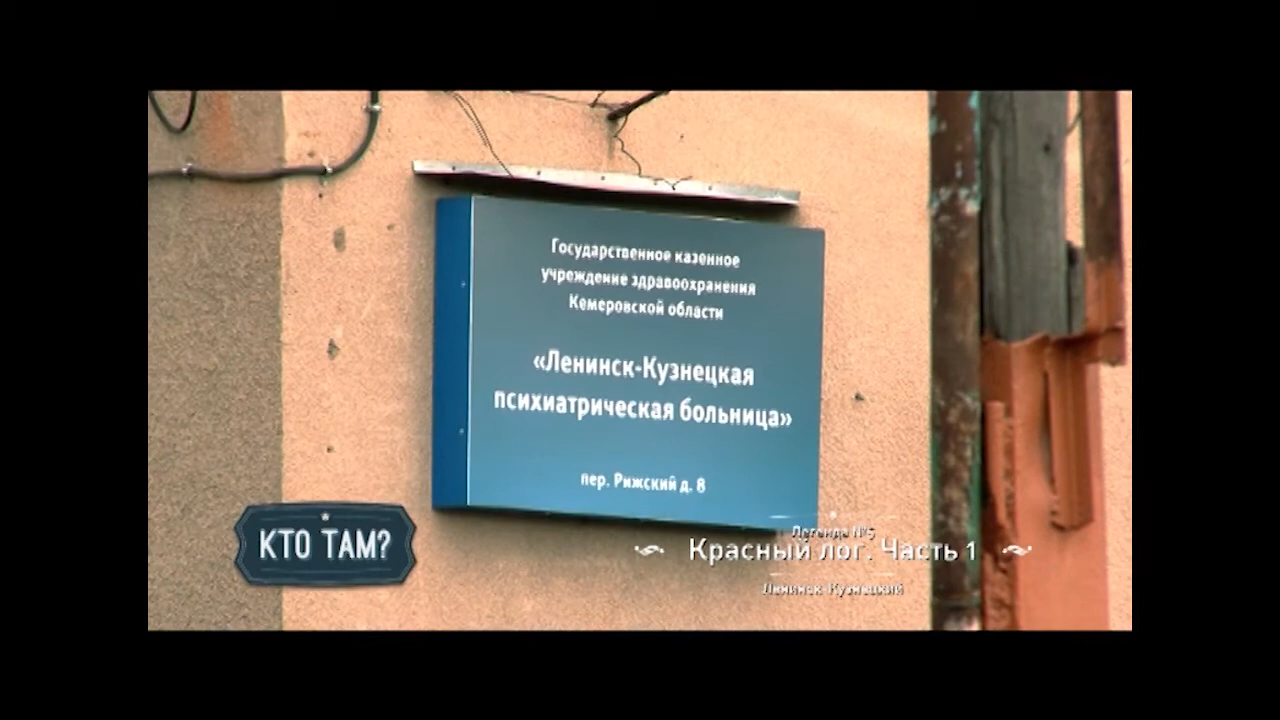 Государственное казенное
учреждение здравоохранения
Кемеровской области
«Ленинск-Кузнецкая
психиатрическая больница»
пер. Рижский д. 8
КТО ТАМ?
Легенда №5
Красный лог. Часть 1
Ленинск-Кузнецкий